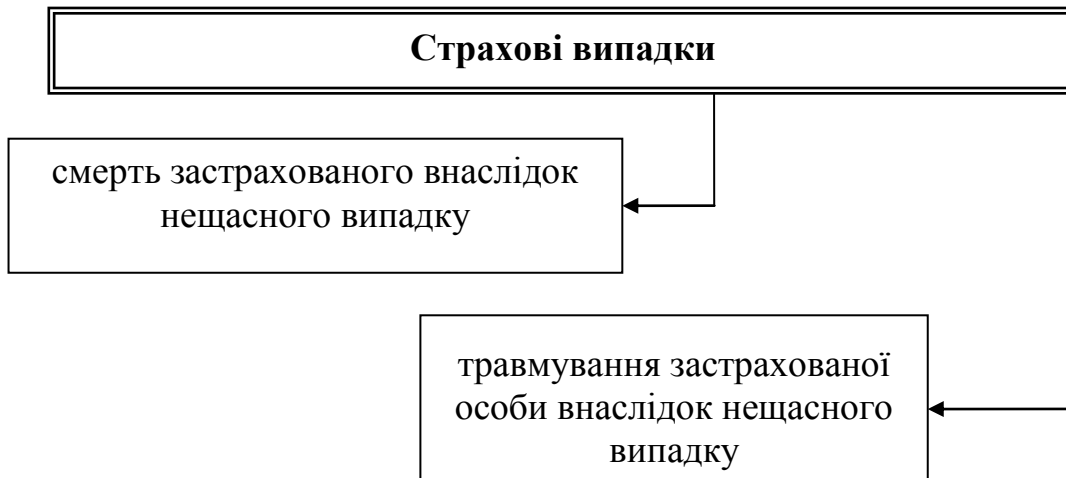 Страхові випадки
смерть застрахованого внаслідок
нещасного випадку
травмування застрахованої
особи внаслідок нещасного
випадку